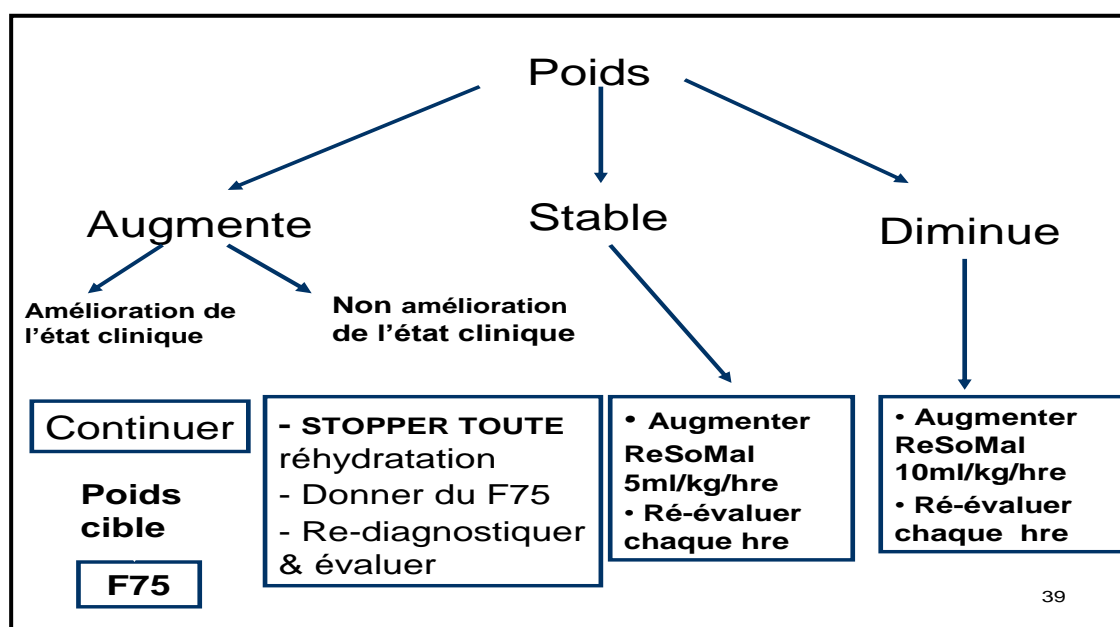 Poids
Augmente
Stable
Diminue
Amélioration de
l'état clinique
Non amélioration
de l'état clinique
Continuer
Poids
cible
F75
- STOPPER TOUTE
réhydratation
- Donner du F75
- Re-diagnostiquer
& évaluer
• Augmenter
ReSoMal
5ml/kg/hre
• Ré-évaluer
chaque hre
• Augmenter
ReSoMal
10ml/kg/hre
• Ré-évaluer
chaque hre
39